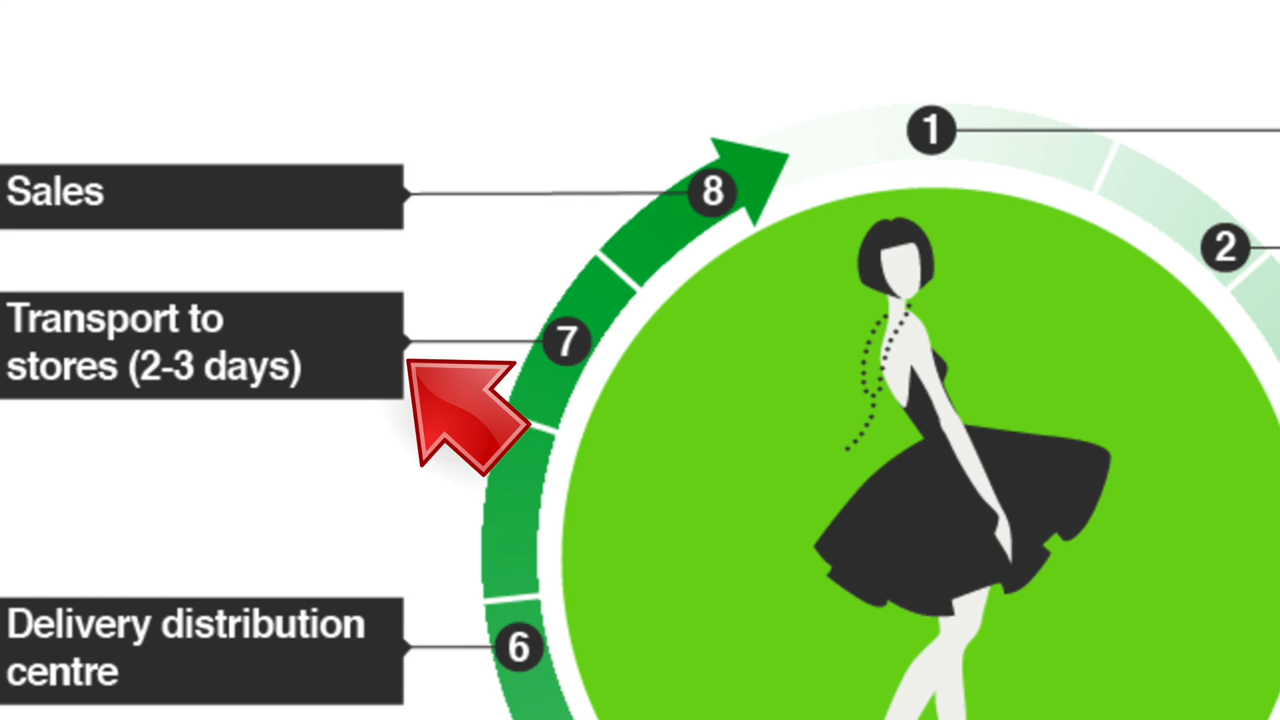 Sales
8
1
2
Transport to
stores (2-3 days)
7
Delivery distribution
centre
6